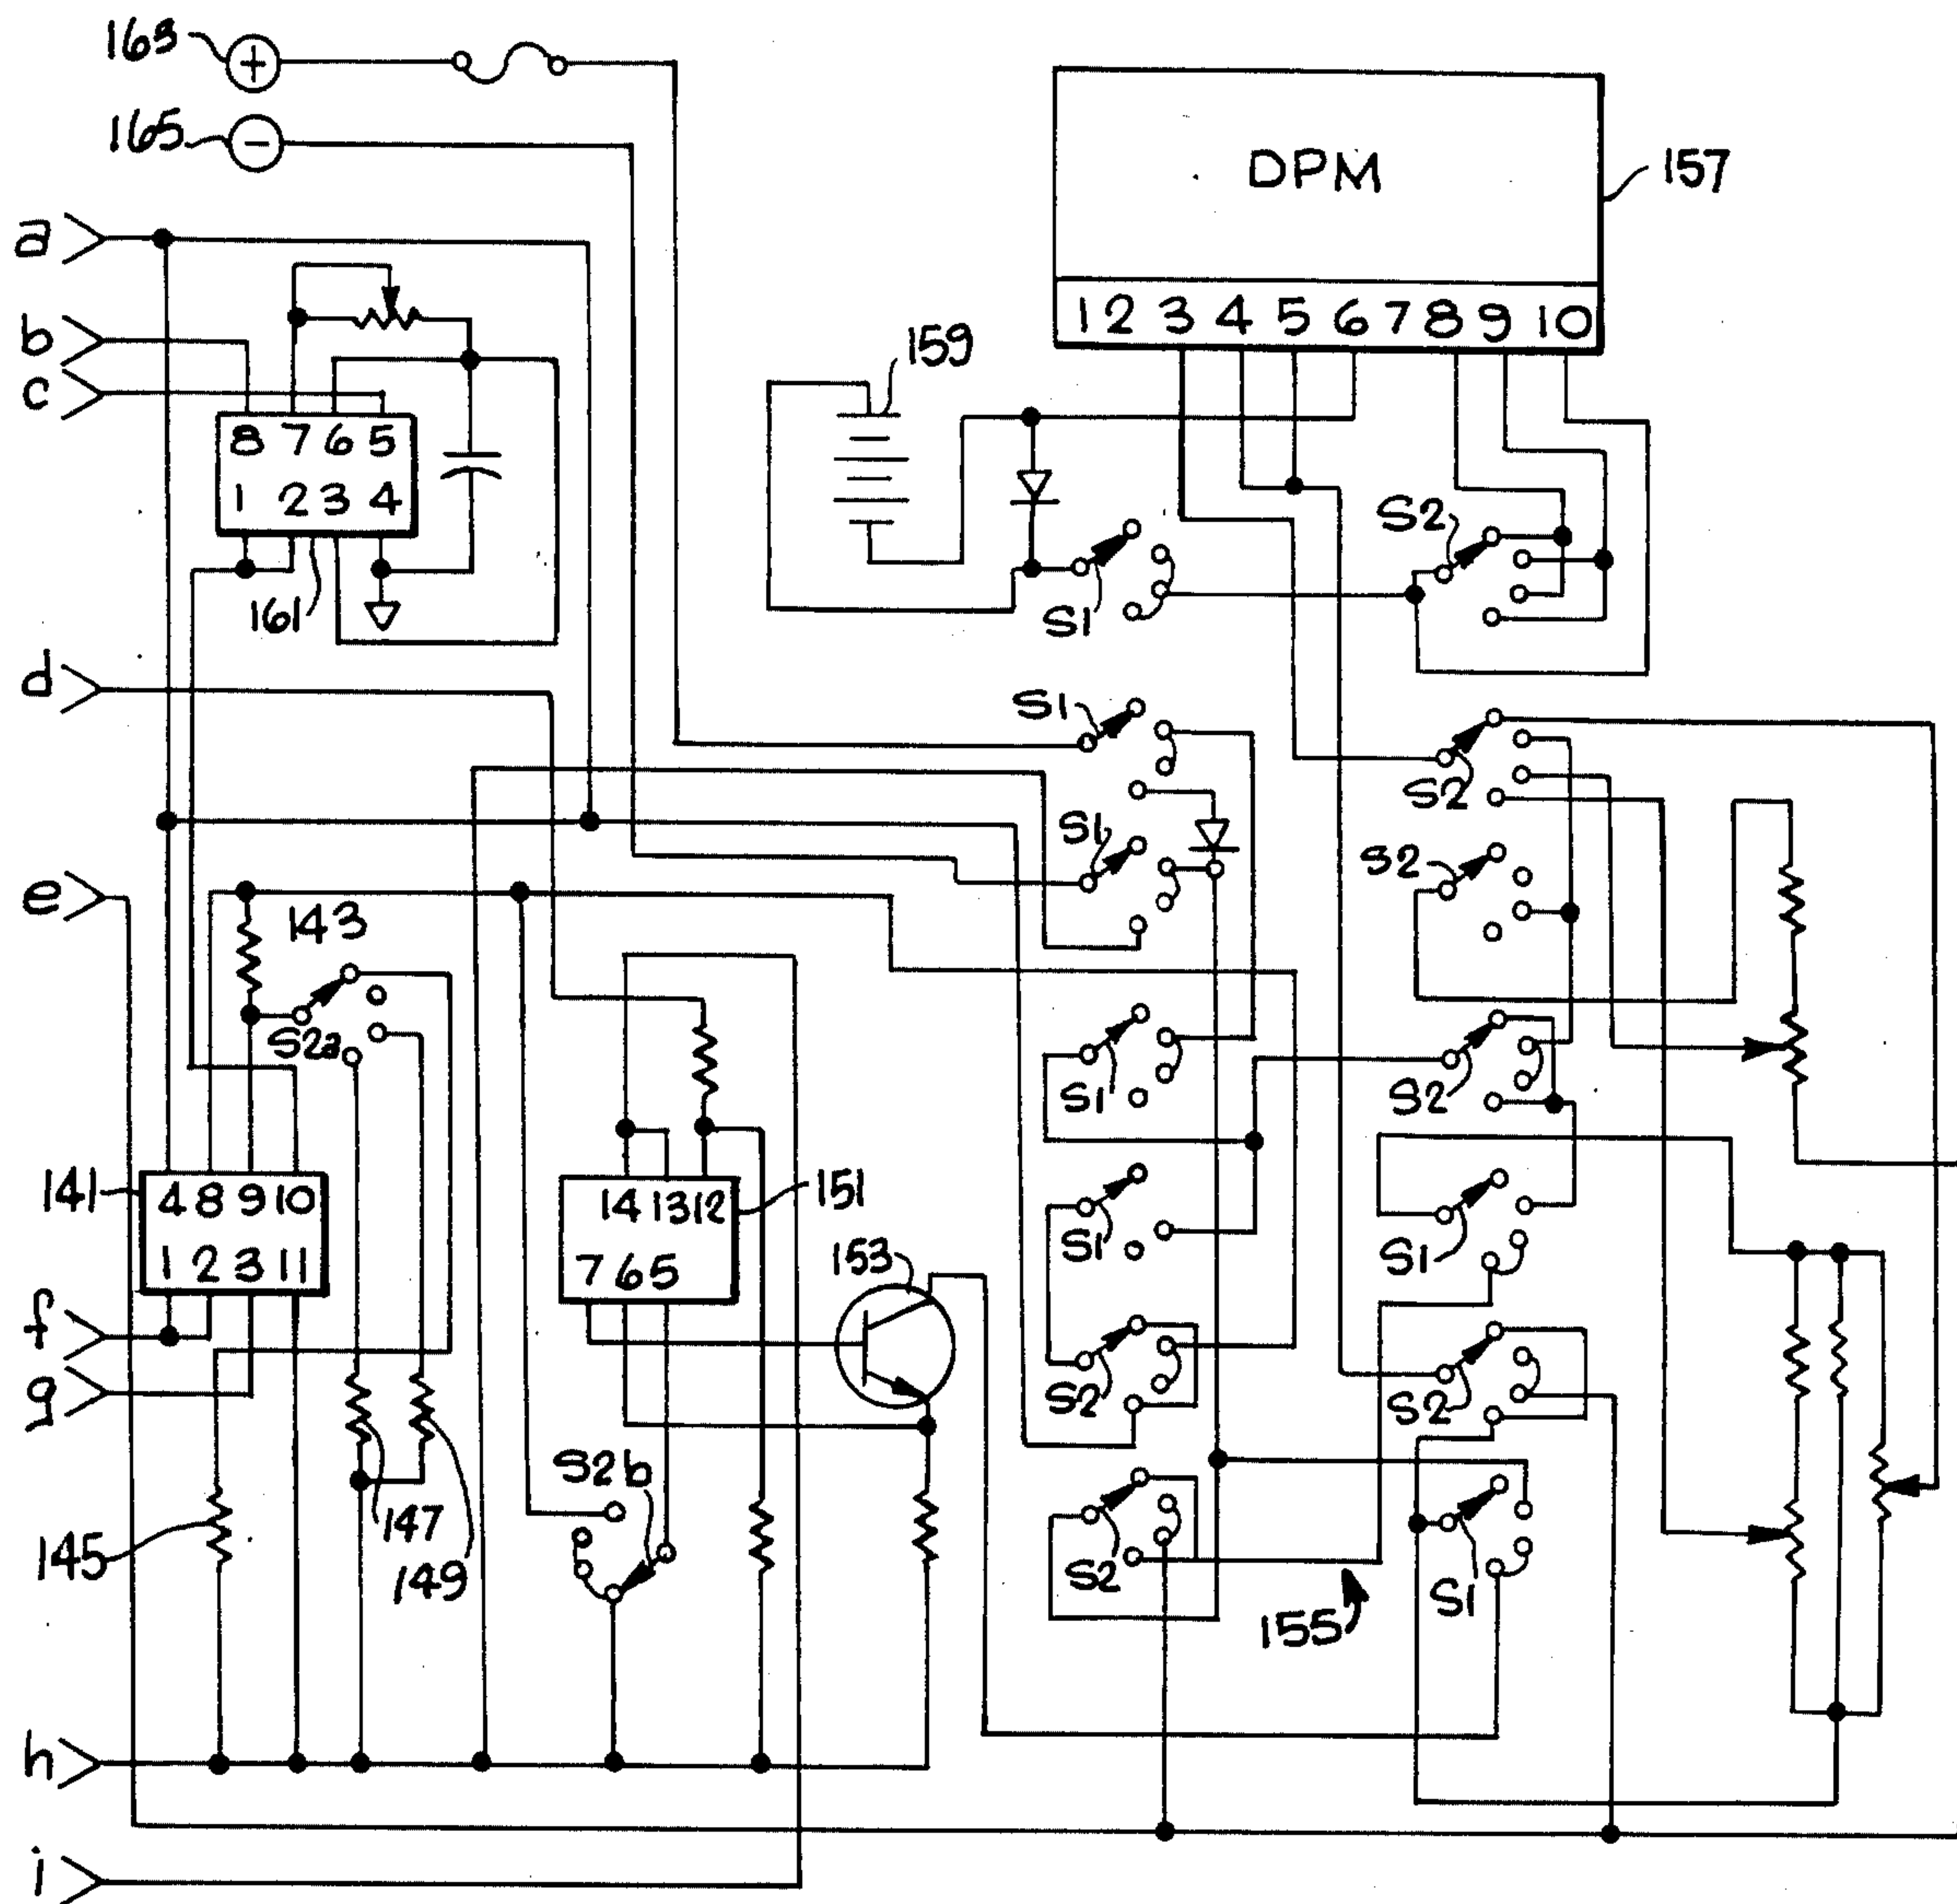 163
+
165
−
DPM
157
a
1 2 3 4 5 6 7 8 9 10
b
159
c
8 7 6 5
1 2 3 4
S2
161
S1
d
S1
S2
S1
S2
e
143
S2a
S1
S2
141
4 8 9 10
14 13 12
151
1 2 3 11
7 6 5
153
S1
S1
f
g
S2
S2
S2b
145
147
149
S2
S1
155
h
i